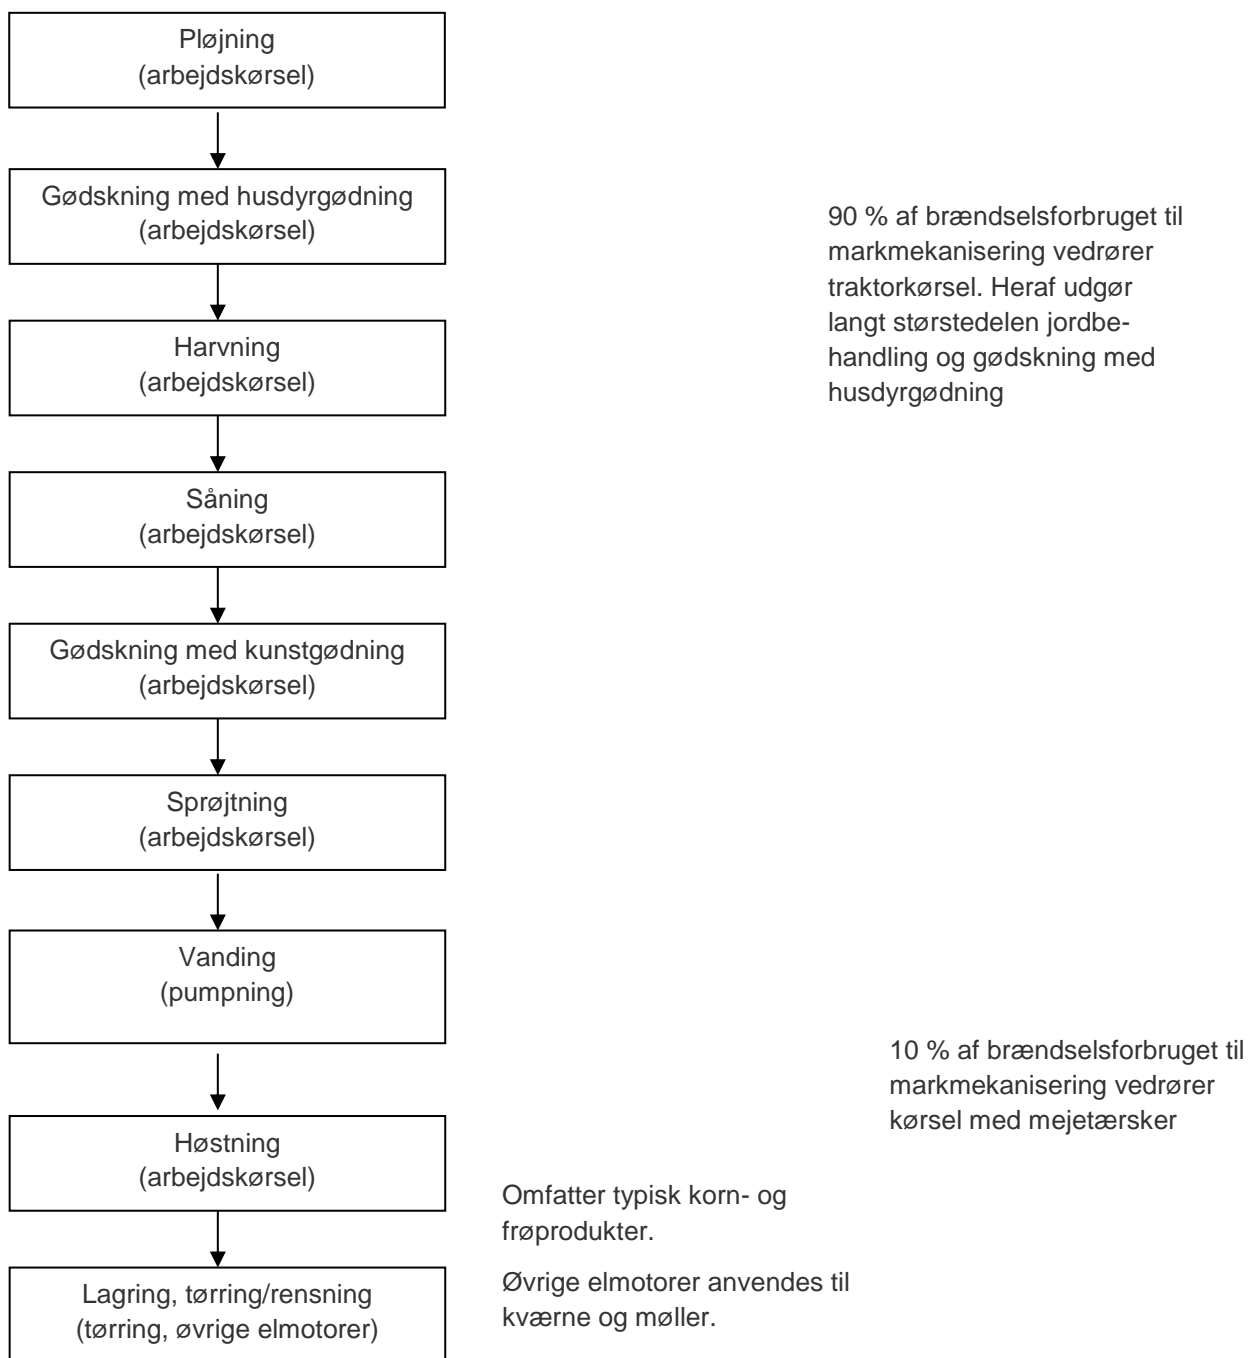 Pløjning
(arbejdskørsel)
Gødskning med husdyrgødning
(arbejdskørsel)
90 % af brændselsforbruget til
markmekanisering vedrører
traktorkørsel. Heraf udgør
langt størstedelen jordbe-
handling og gødskning med
husdyrgødning
Harvning
(arbejdskørsel)
Såning
(arbejdskørsel)
Gødskning med kunstgødning
(arbejdskørsel)
Sprøjtning
(arbejdskørsel)
Vanding
(pumpning)
10 % af brændselsforbruget til
markmekanisering vedrører
kørsel med mejetærsker
Høstning
(arbejdskørsel)
Omfatter typisk korn- og
frøprodukter.
Øvrige elmotorer anvendes til
kværne og møller.
Lagring, tørring/rensning
(tørring, øvrige elmotorer)